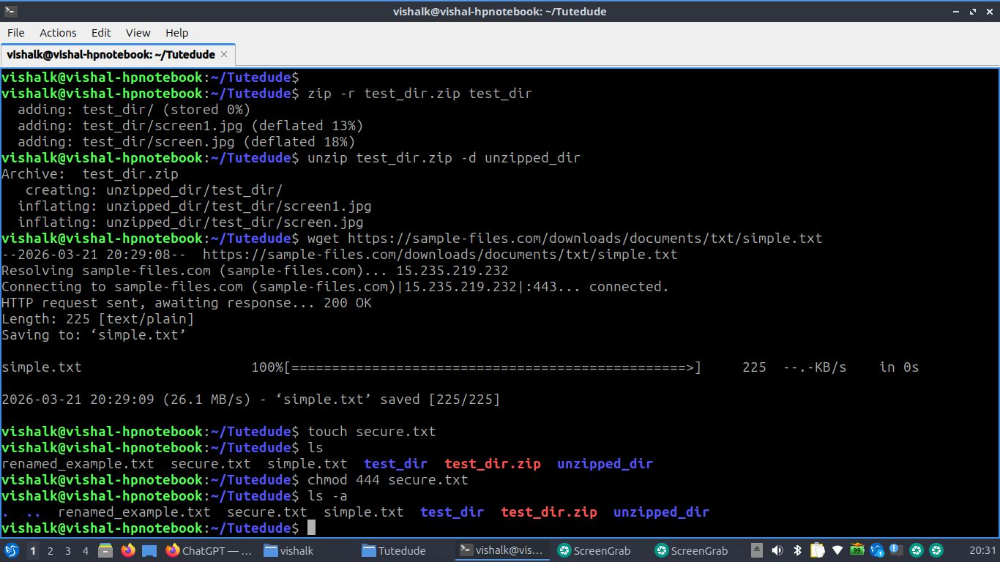 vishalk@vishal-hpnotebook: ~/Tutedude
File Actions Edit View Help
vishalk@vishal-hpnotebook: ~/Tutedude
vishalk@vishal-hpnotebook:~/Tutedude$
vishalk@vishal-hpnotebook:~/Tutedude$ zip -r test_dir.zip test_dir
  adding: test_dir/ (stored 0%)
  adding: test_dir/screen1.jpg (deflated 13%)
  adding: test_dir/screen.jpg (deflated 18%)
vishalk@vishal-hpnotebook:~/Tutedude$ unzip test_dir.zip -d unzipped_dir
Archive:  test_dir.zip
   creating: unzipped_dir/test_dir/
  inflating: unzipped_dir/test_dir/screen1.jpg
  inflating: unzipped_dir/test_dir/screen.jpg
vishalk@vishal-hpnotebook:~/Tutedude$ wget https://sample-files.com/downloads/documents/txt/simple.txt
--2026-03-21 20:29:08--  https://sample-files.com/downloads/documents/txt/simple.txt
Resolving sample-files.com (sample-files.com)... 15.235.219.232
Connecting to sample-files.com (sample-files.com)|15.235.219.232|:443... connected.
HTTP request sent, awaiting response... 200 OK
Length: 225 [text/plain]
Saving to: ‘simple.txt’
simple.txt                     100%[=================================================>]     225  --.-KB/s    in 0s
2026-03-21 20:29:09 (26.1 MB/s) - ‘simple.txt’ saved [225/225]
vishalk@vishal-hpnotebook:~/Tutedude$ touch secure.txt
vishalk@vishal-hpnotebook:~/Tutedude$ ls
renamed_example.txt  secure.txt  simple.txt  test_dir  test_dir.zip  unzipped_dir
vishalk@vishal-hpnotebook:~/Tutedude$ chmod 444 secure.txt
vishalk@vishal-hpnotebook:~/Tutedude$ ls -a
.  ..  renamed_example.txt  secure.txt  simple.txt  test_dir  test_dir.zip  unzipped_dir
vishalk@vishal-hpnotebook:~/Tutedude$
1 2 3 4 ChatGPT — ... vishalk Tutedude vishalk@vis... ScreenGrab ScreenGrab 99 20:31